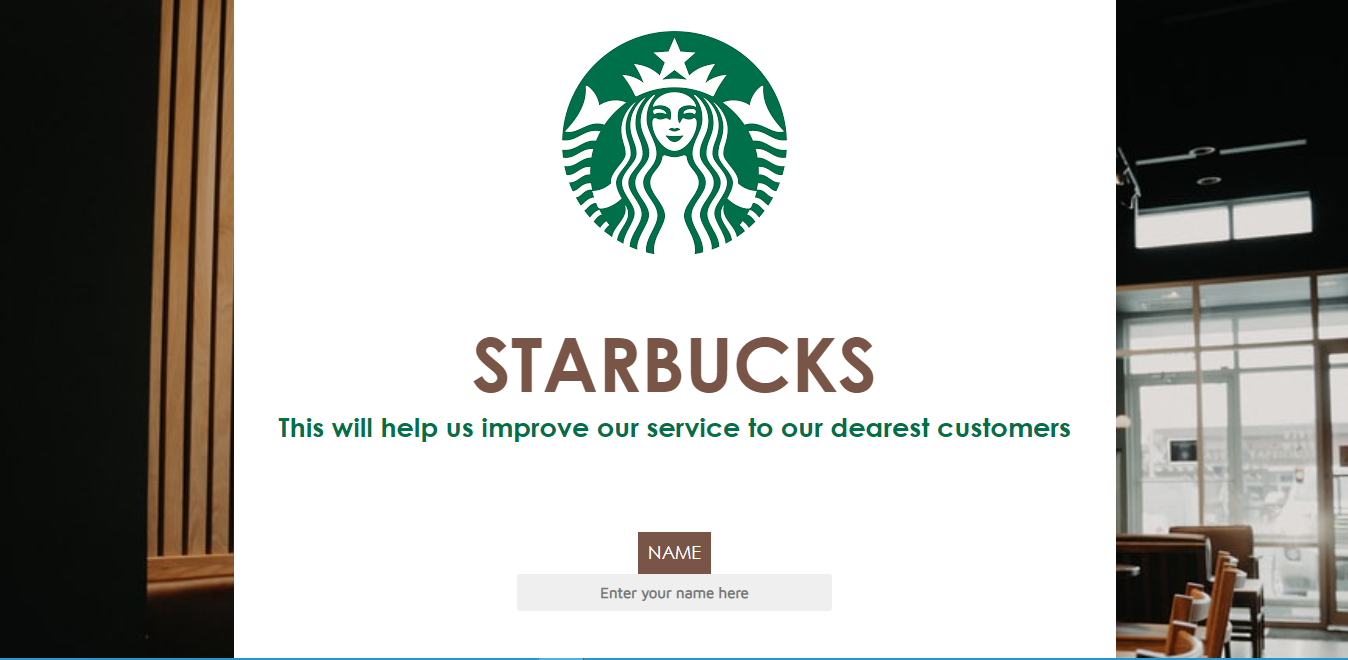 STARBUCKS
This will help us improve our service to our dearest customers
NAME
Enter your name here